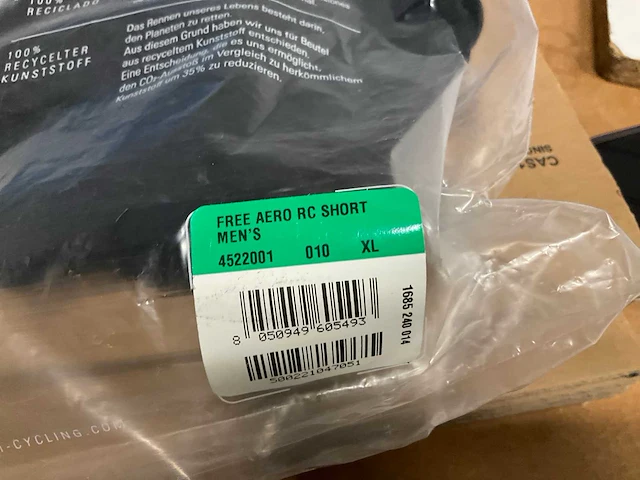 100%
RECICLADO
100%
RECYCELTER
KUNSTSTOFF
Das Rennen unseres Lebens besteht darin,
den Planeten zu retten.
Aus diesem Grund haben wir uns für Beutel
aus recyceltem Kunststoff entschieden.
Eine Entscheidung, die es uns ermöglicht,
den CO₂-Ausstoß im Vergleich zu herkömmlichem
Kunststoff um 35% zu reduzieren.
FREE AERO RC SHORT
MEN'S
4522001 010 XL
8 050949 605493
500221047051
1685 240 014
I-CYCLING.COM
CAS
SING